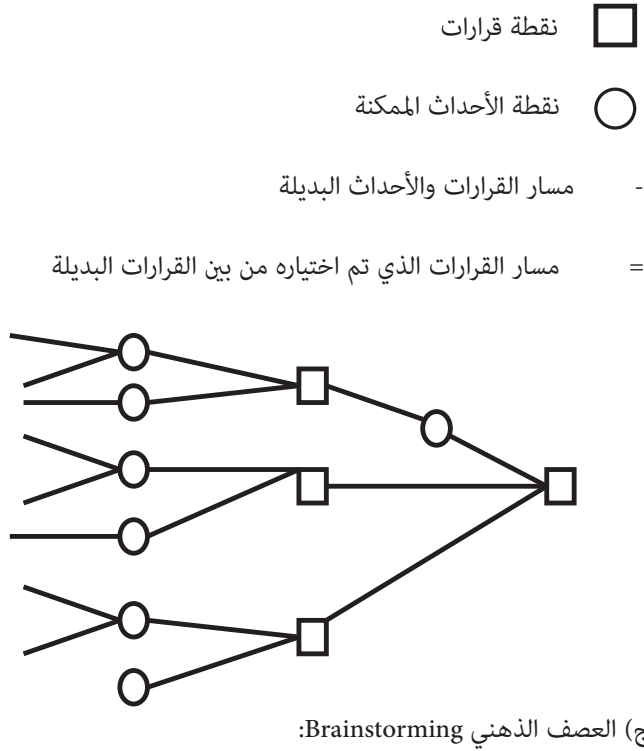 نقطة قرارات
نقطة الأحداث الممكنة
- مسار القرارات والأحداث البديلة
= مسار القرارات الذي تم اختياره من بين القرارات البديلة
ج) العصف الذهني Brainstorming: